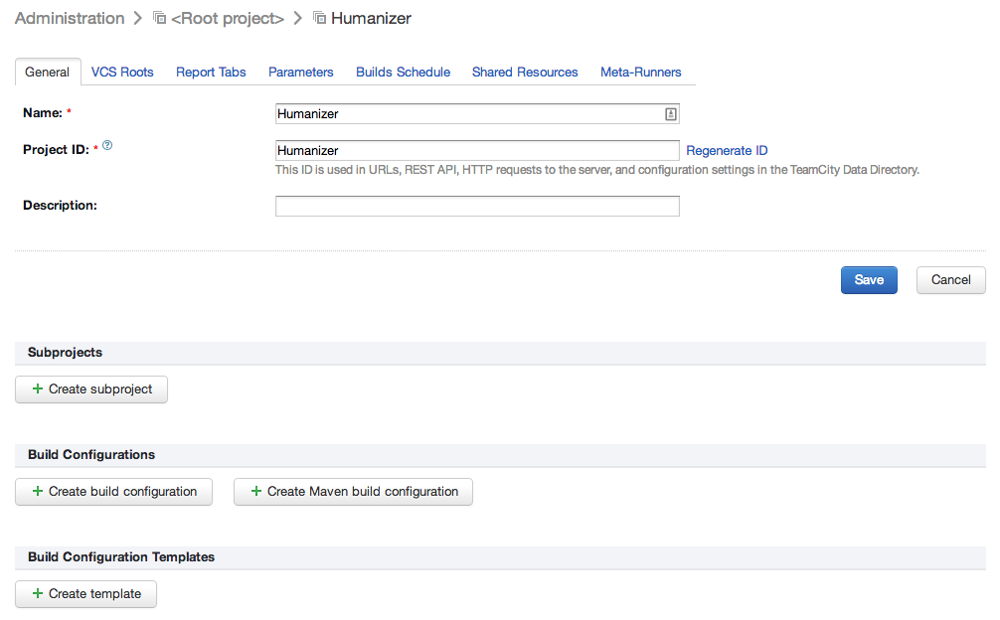 Administration > <Root project> > Humanizer
General VCS Roots Report Tabs Parameters Builds Schedule Shared Resources Meta-Runners
Name: * Humanizer
Project ID: * ? Humanizer Regenerate ID
This ID is used in URLs, REST API, HTTP requests to the server, and configuration settings in the TeamCity Data Directory.
Description:
Save Cancel
Subprojects
+ Create subproject
Build Configurations
+ Create build configuration + Create Maven build configuration
Build Configuration Templates
+ Create template